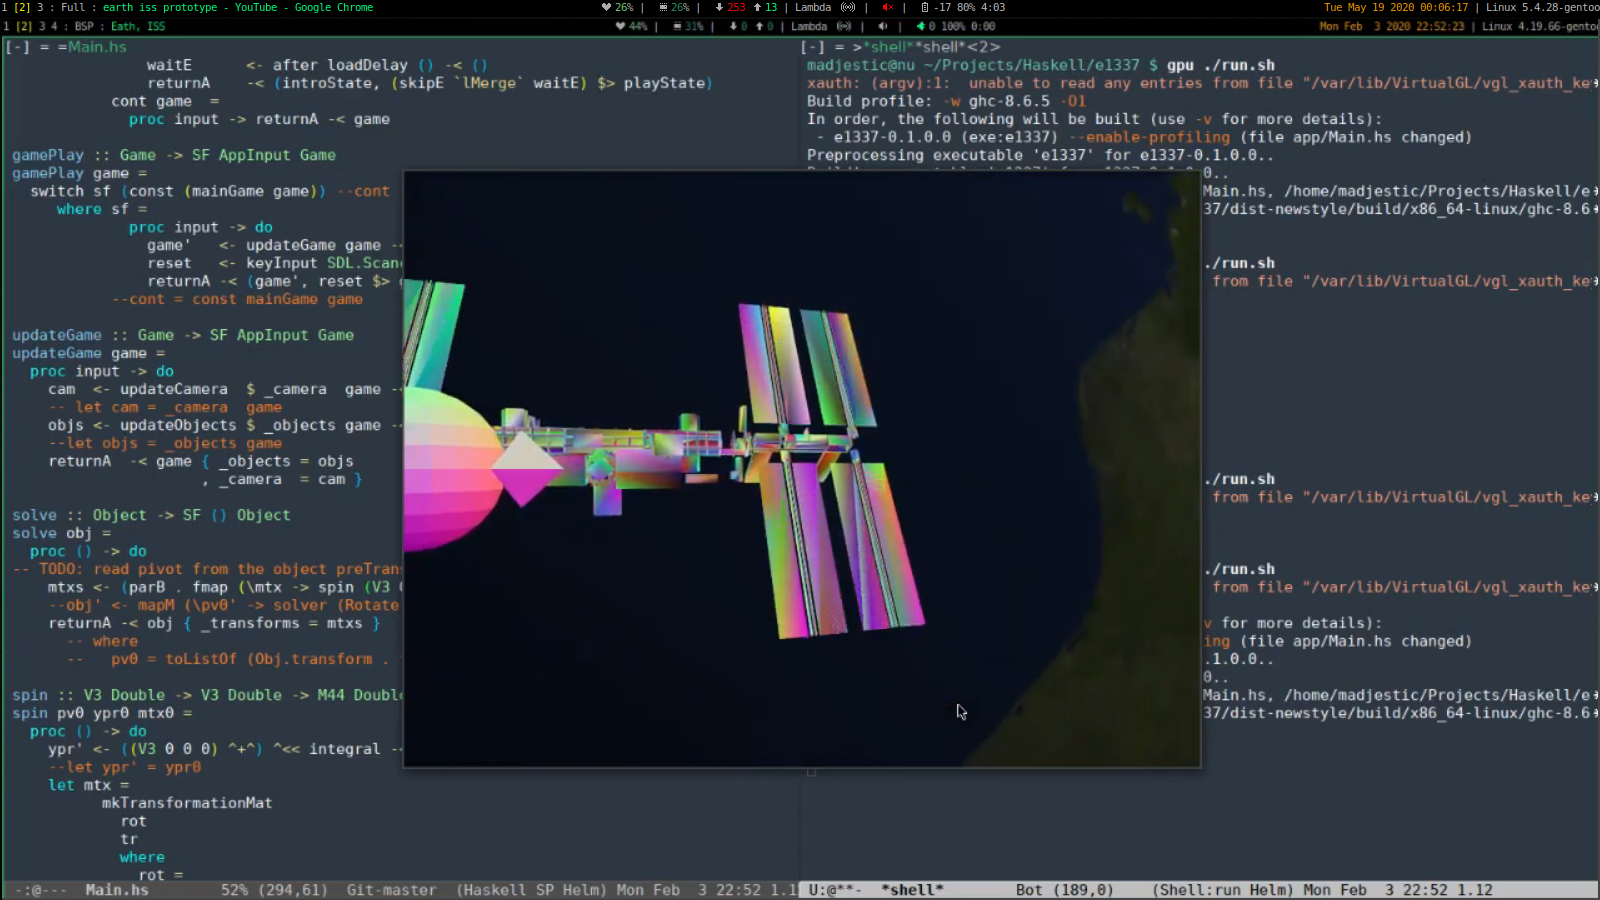 1 [2] 3 : Full : earth iss prototype - YouTube - Google Chrome
26% | 26% | 253 13 | Lambda | | -17 80% 4:03
Tue May 19 2020 00:06:17 | Linux 5.4.28-gentoo
1 [2] 3 4 : BSP : Eath, ISS
44% | 31% | 0 0 | Lambda | | 0 100% 0:00
Mon Feb 3 2020 22:52:23 | Linux 4.19.66-gento
[-] = =Main.hs
waitE <- after loadDelay () -< ()
returnA -< (introState, (skipE `lMerge` waitE) $> playState)
cont game =
proc input -> returnA -< game
gamePlay :: Game -> SF AppInput Game
gamePlay game =
switch sf (const (mainGame game)) --cont
where sf =
proc input -> do
game' <- updateGame game -<
reset <- keyInput SDL.Scan
returnA -< (game', reset $>
--cont = const mainGame game
updateGame :: Game -> SF AppInput Game
updateGame game =
proc input -> do
cam <- updateCamera $ _camera game -<
-- let cam = _camera game
objs <- updateObjects $ _objects game -<
--let objs = _objects game
returnA -< game { _objects = objs
, _camera = cam }
solve :: Object -> SF () Object
solve obj =
proc () -> do
-- TODO: read pivot from the object preTran
mtxs <- (parB . fmap (\mtx -> spin (V3
--obj' <- mapM (\pv0' -> solver (Rotate
returnA -< obj { _transforms = mtxs }
-- where
-- pv0 = toListOf (Obj.transform .
spin :: V3 Double -> V3 Double -> M44 Double
spin pv0 ypr0 mtx0 =
proc () -> do
ypr' <- ((V3 0 0 0) ^+^) ^<< integral -<
--let ypr' = ypr0
let mtx =
mkTransformationMat
rot
tr
where
rot =
-:@--- Main.hs 52% (294,61) Git-master (Haskell SP Helm) Mon Feb 3 22:52 1.1
[-] = >*shell**shell*<2>
madjestic@nu ~/Projects/Haskell/e1337 $ gpu ./run.sh
xauth: (argv):1: unable to read any entries from file "/var/lib/VirtualGL/vgl_xauth_ke
Build profile: -w ghc-8.6.5 -O1
In order, the following will be built (use -v for more details):
- e1337-0.1.0.0 (exe:e1337) --enable-profiling (file app/Main.hs changed)
Preprocessing executable 'e1337' for e1337-0.1.0.0..
.0..
Main.hs, /home/madjestic/Projects/Haskell/e
37/dist-newstyle/build/x86_64-linux/ghc-8.6
./run.sh
from file "/var/lib/VirtualGL/vgl_xauth_ke
./run.sh
from file "/var/lib/VirtualGL/vgl_xauth_ke
./run.sh
from file "/var/lib/VirtualGL/vgl_xauth_ke
v for more details):
ing (file app/Main.hs changed)
.1.0.0..
0..
Main.hs, /home/madjestic/Projects/Haskell/e
37/dist-newstyle/build/x86_64-linux/ghc-8.6
U:@**- *shell* Bot (189,0) (Shell:run Helm) Mon Feb 3 22:52 1.12